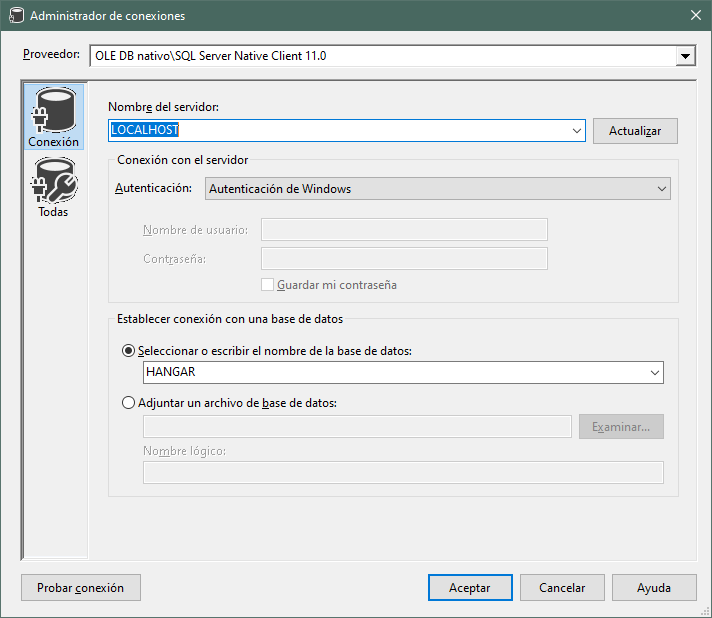 Administrador de conexiones
Proveedor: OLE DB nativo\SQL Server Native Client 11.0
Conexión
Todas
Nombre del servidor:
LOCALHOST Actualizar
Conexión con el servidor
Autenticación: Autenticación de Windows
Nombre de usuario:
Contraseña:
Guardar mi contraseña
Establecer conexión con una base de datos
Seleccionar o escribir el nombre de la base de datos:
HANGAR
Adjuntar un archivo de base de datos:
Examinar...
Nombre lógico:
Probar conexión Aceptar Cancelar Ayuda